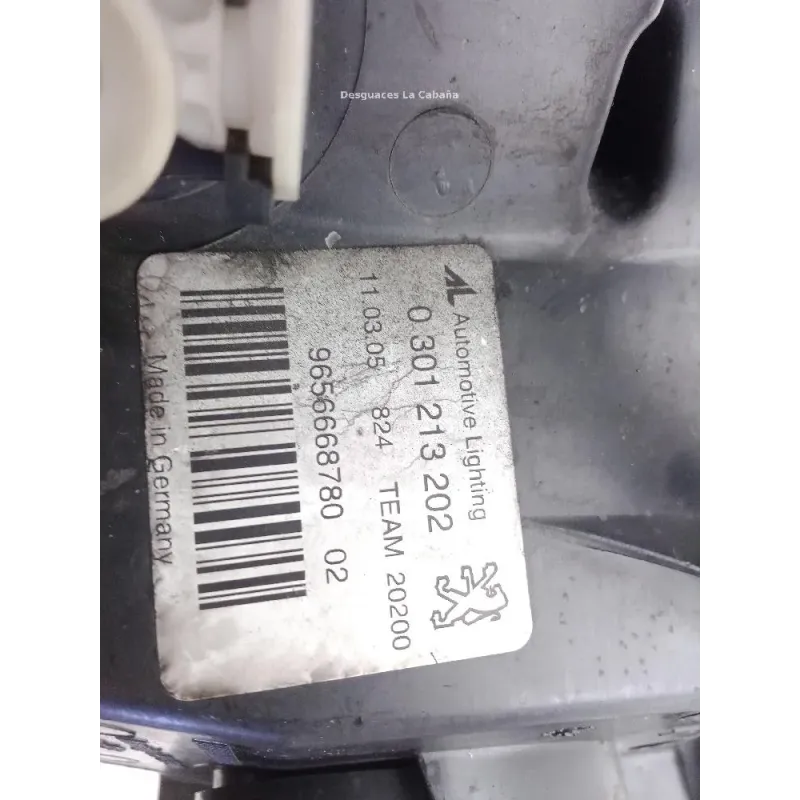 Desguaces La Cabaña
AL Automotive Lighting
0 301 213 202
11.03.05 824 TEAM 20200
9656668780 02
Made in Germany